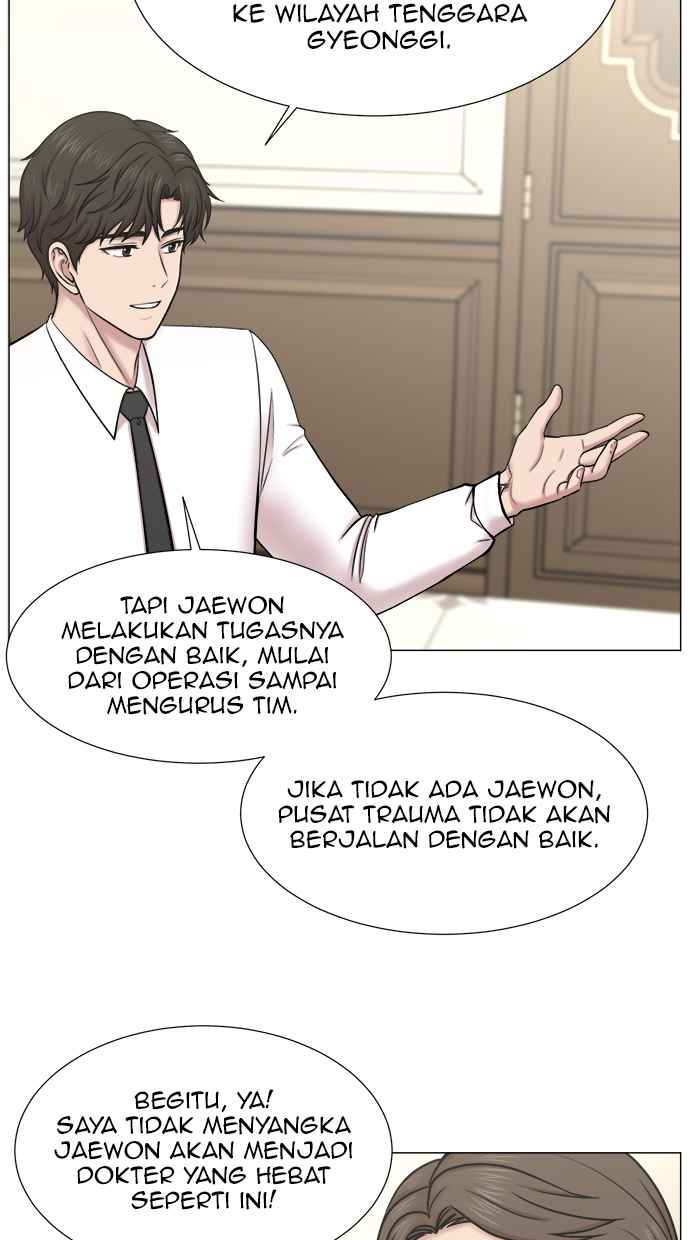 KE WILAYAH TENGGARA
GYEONGGI.
TAPI JAEWON
MELAKUKAN TUGASNYA
DENGAN BAIK, MULAI
DARI OPERASI SAMPAI
MENGURUS TIM.
JIKA TIDAK ADA JAEWON,
PUSAT TRAUMA TIDAK AKAN
BERJALAN DENGAN BAIK.
BEGITU, YA!
SAYA TIDAK MENYANGKA
JAEWON AKAN MENJADI
DOKTER YANG HEBAT
SEPERTI INI!